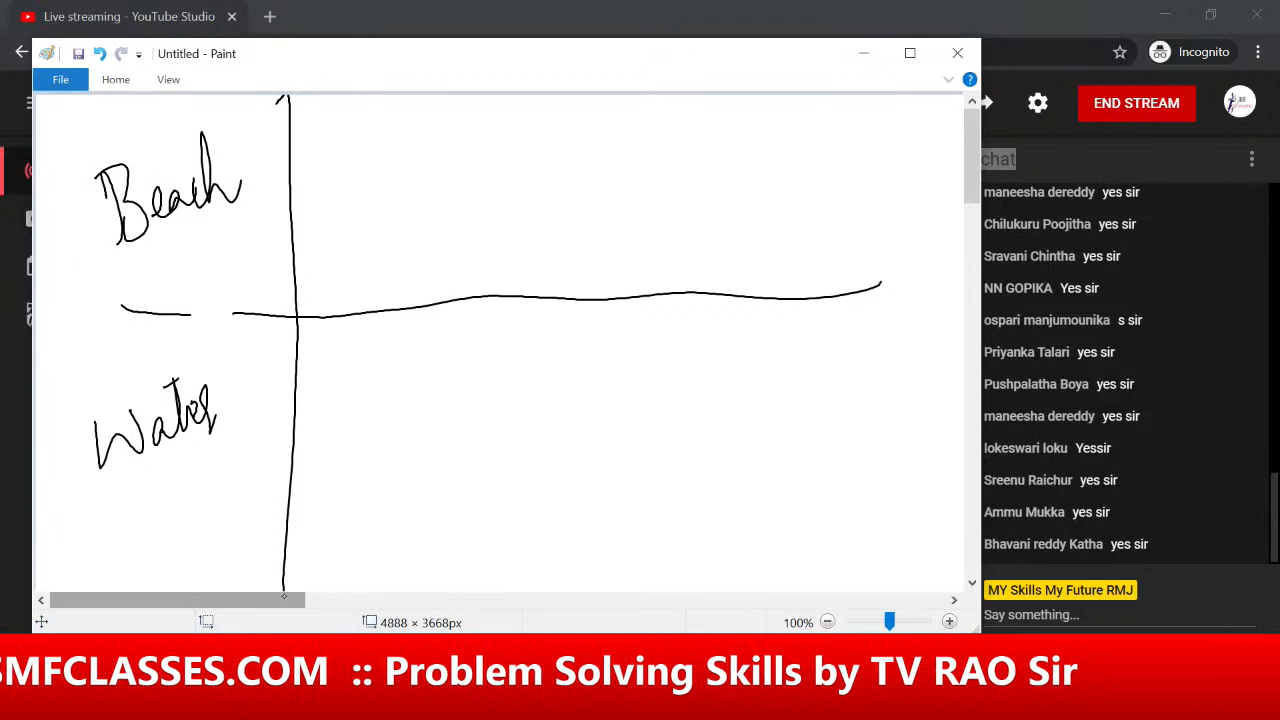 Live streaming - YouTube Studio
Incognito
Untitled - Paint
File Home View
END STREAM
chat
Beach
Water
maneesha dereddy yes sir
Chilukuru Poojitha yes sir
Sravani Chintha yes sir
NN GOPIKA Yes sir
ospari manjumounika s sir
Priyanka Talari yes sir
Pushpalatha Boya yes sir
maneesha dereddy yes sir
lokeswari loku Yessir
Sreenu Raichur yes sir
Ammu Mukka yes sir
Bhavani reddy Katha yes sir
MY Skills My Future RMJ
Say something...
4888 × 3668px
100%
SMFCLASSES.COM :: Problem Solving Skills by TV RAO Sir